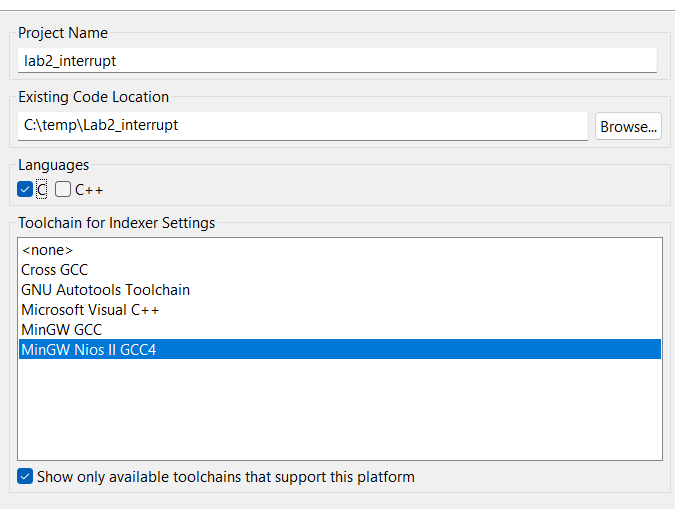 Project Name
lab2_interrupt
Existing Code Location
C:\temp\Lab2_interrupt
Browse...
Languages
C C++
Toolchain for Indexer Settings
<none>
Cross GCC
GNU Autotools Toolchain
Microsoft Visual C++
MinGW GCC
MinGW Nios II GCC4
Show only available toolchains that support this platform